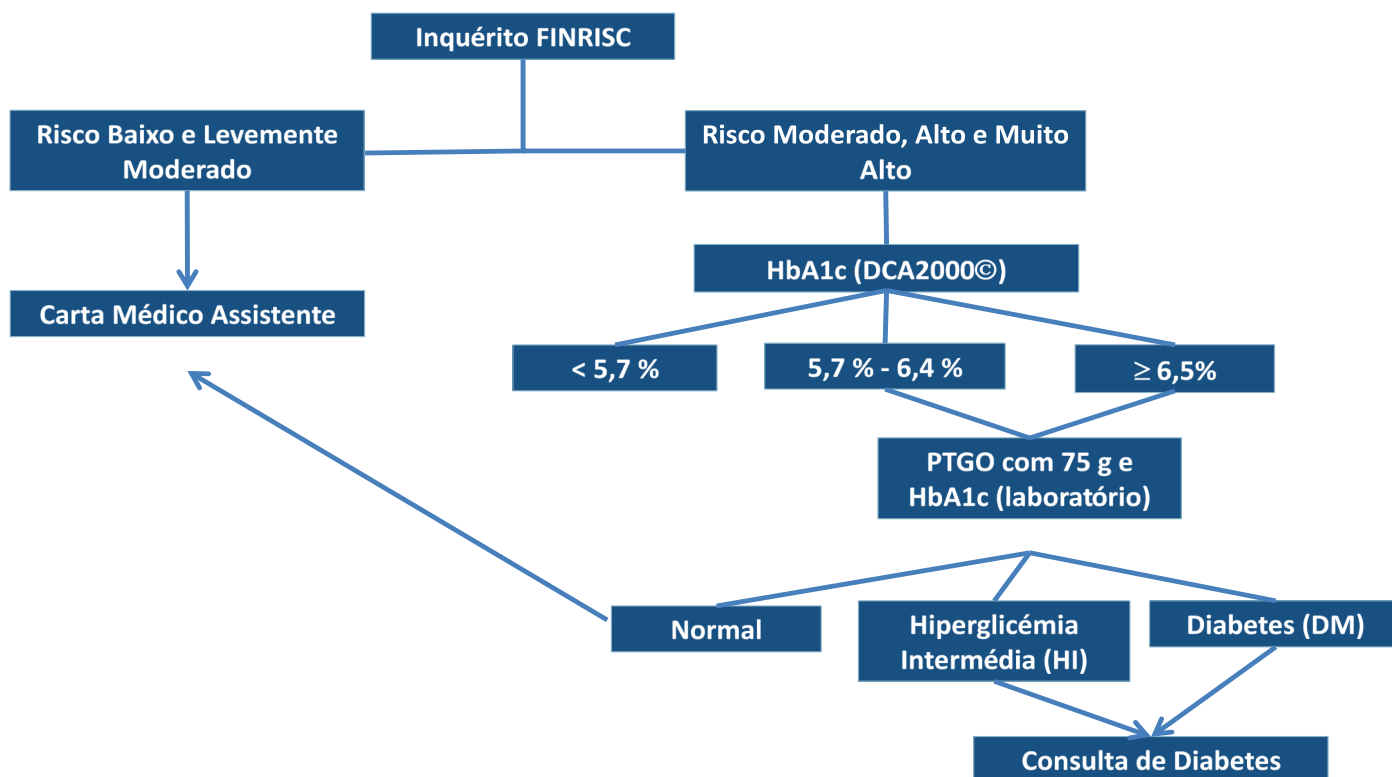 Inquérito FINRISC
Risco Baixo e Levemente
Moderado
Risco Moderado, Alto e Muito
Alto
HbA1c (DCA2000©)
Carta Médico Assistente
< 5,7 %
5,7 % - 6,4 %
≥ 6,5%
PTGO com 75 g e
HbA1c (laboratório)
Normal
Hiperglicémia
Intermédia (HI)
Diabetes (DM)
Consulta de Diabetes